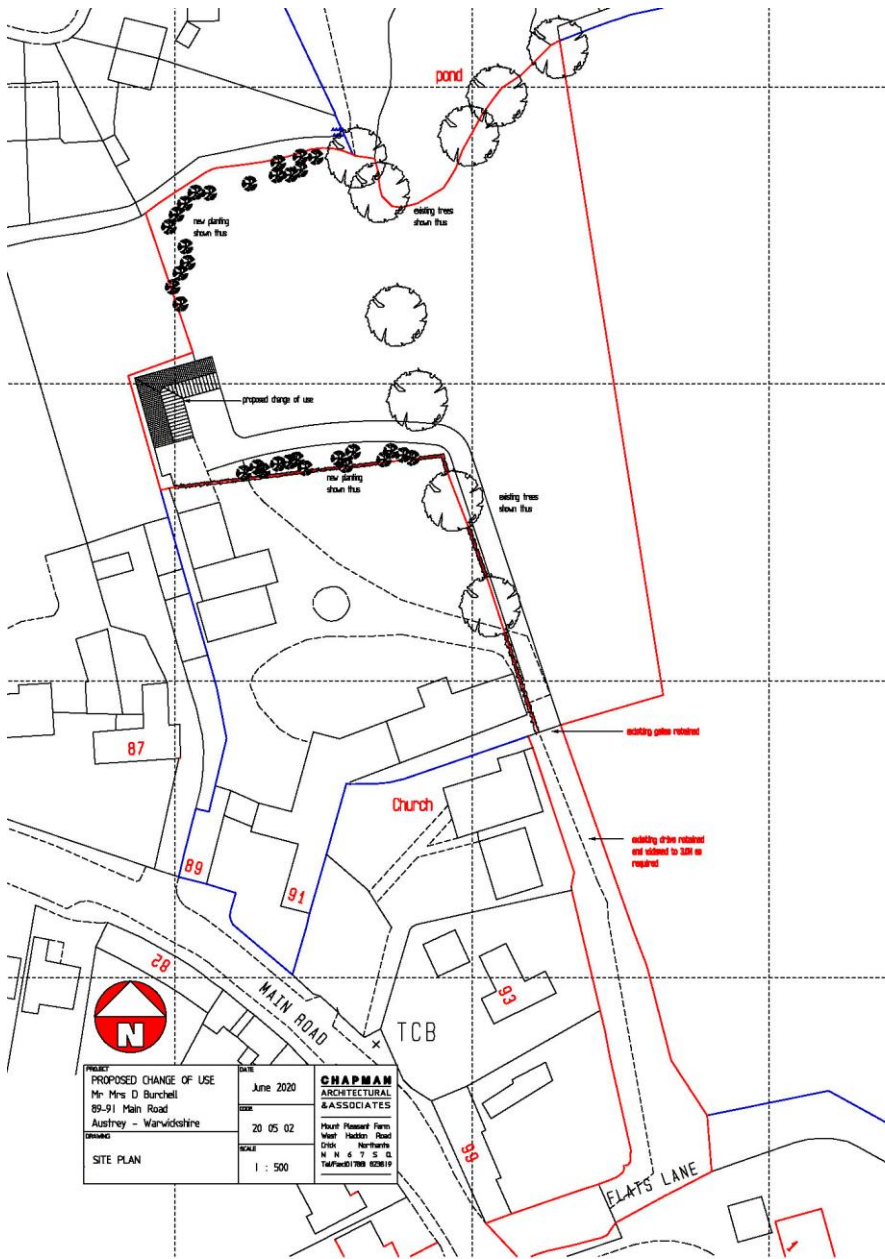 pond
new planting
shown thus
existing trees
shown thus
proposed change of use
new planting
shown thus
existing trees
shown thus
87
existing gates retained
Church
existing drive retained
and widened to 3.0M as
required
89
91
28
93
MAIN ROAD
TCB
N
99
FLATS LANE
1
PROJECT
PROPOSED CHANGE OF USE
Mr Mrs D Burchell
89-91 Main Road
Austrey - Warwickshire
DRAWING
SITE PLAN
DATE
June 2020
CODE
20 05 02
SCALE
1 : 500
CHAPMAN
ARCHITECTURAL
& ASSOCIATES
Mount Pleasant Farm
West Haddon Road
Crick Northants
N N 6 7 S Q